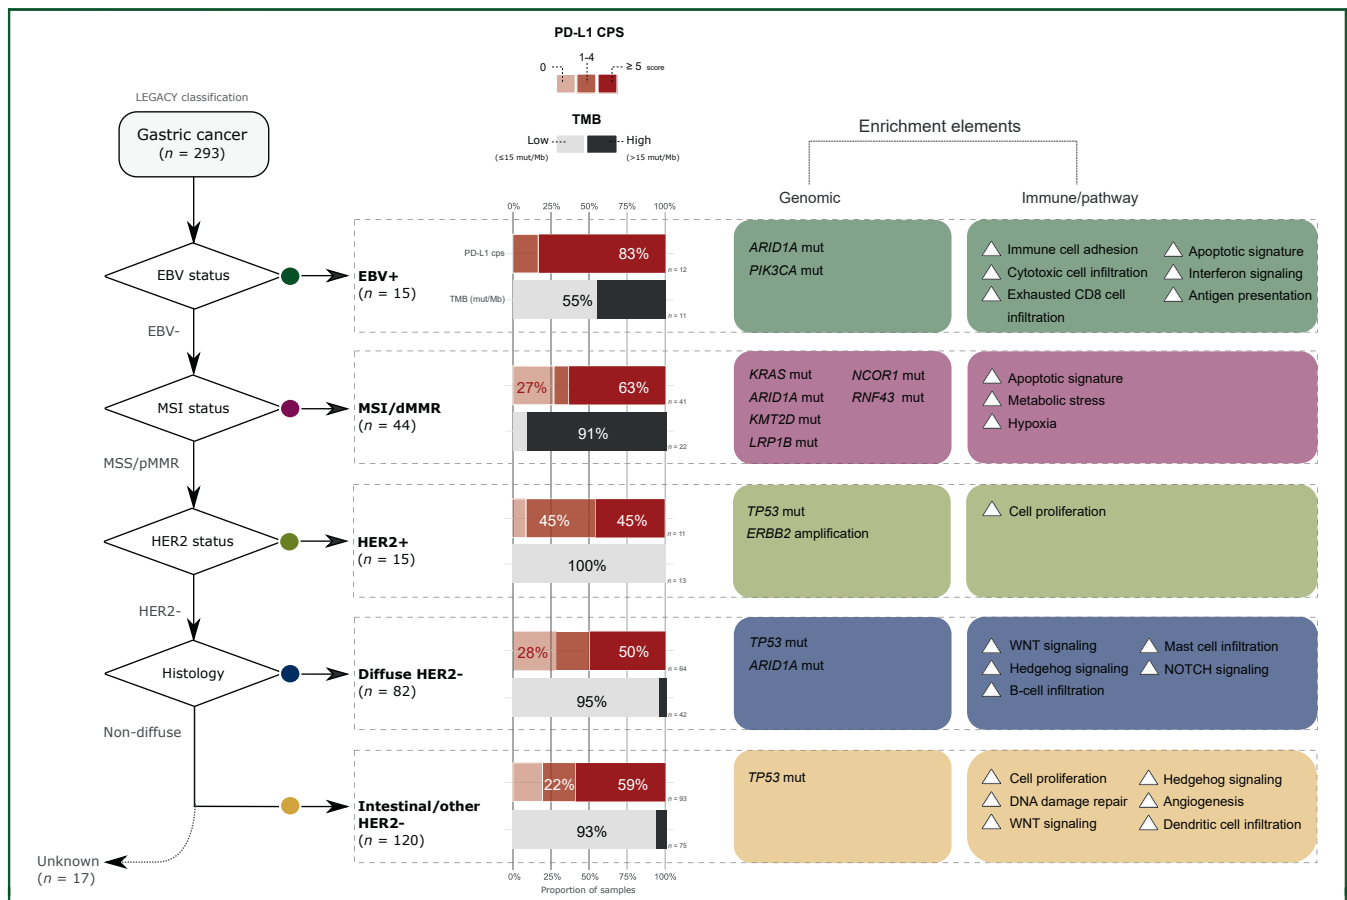 PD-L1 CPS
0
1-4
≥ 5 score
TMB
Low
(≤15 mut/Mb)
High
(>15 mut/Mb)
LEGACY classification
Gastric cancer
(n = 293)
Enrichment elements
Genomic
Immune/pathway
0% 25% 50% 75% 100%
EBV status
EBV+
(n = 15)
PD-L1 cps
83%
n = 12
TMB (mut/Mb)
55%
n = 11
ARID1A mut
PIK3CA mut
Immune cell adhesion
Cytotoxic cell infiltration
Exhausted CD8 cell
infiltration
Apoptotic signature
Interferon signaling
Antigen presentation
EBV-
MSI status
MSI/dMMR
(n = 44)
27% 63%
n = 41
91%
n = 22
KRAS mut
ARID1A mut
KMT2D mut
LRP1B mut
NCOR1 mut
RNF43 mut
Apoptotic signature
Metabolic stress
Hypoxia
MSS/pMMR
HER2 status
HER2+
(n = 15)
45% 45%
n = 11
100%
n = 13
TP53 mut
ERBB2 amplification
Cell proliferation
HER2-
Histology
Diffuse HER2-
(n = 82)
28% 50%
n = 64
95%
n = 42
TP53 mut
ARID1A mut
WNT signaling
Hedgehog signaling
B-cell infiltration
Mast cell infiltration
NOTCH signaling
Non-diffuse
Intestinal/other
HER2-
(n = 120)
22% 59%
n = 93
93%
n = 75
TP53 mut
Cell proliferation
DNA damage repair
WNT signaling
Hedgehog signaling
Angiogenesis
Dendritic cell infiltration
Unknown
(n = 17)
0% 25% 50% 75% 100%
Proportion of samples